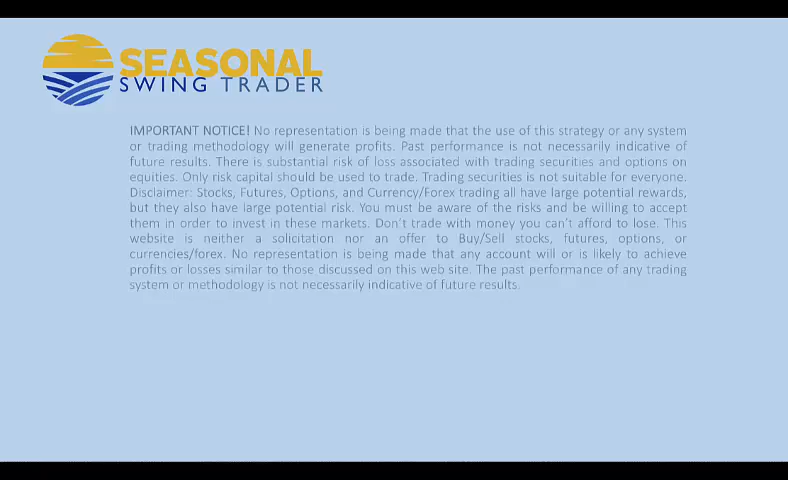 SEASONAL
SWING TRADER
IMPORTANT NOTICE! No representation is being made that the use of this strategy or any system
or trading methodology will generate profits. Past performance is not necessarily indicative of
future results. There is substantial risk of loss associated with trading securities and options on
equities. Only risk capital should be used to trade. Trading securities is not suitable for everyone.
Disclaimer: Stocks, Futures, Options, and Currency/Forex trading all have large potential rewards,
but they also have large potential risk. You must be aware of the risks and be willing to accept
them in order to invest in these markets. Don't trade with money you can't afford to lose. This
website is neither a solicitation nor an offer to Buy/Sell stocks, futures, options, or
currencies/forex. No representation is being made that any account will or is likely to achieve
profits or losses similar to those discussed on this web site. The past performance of any trading
system or methodology is not necessarily indicative of future results.